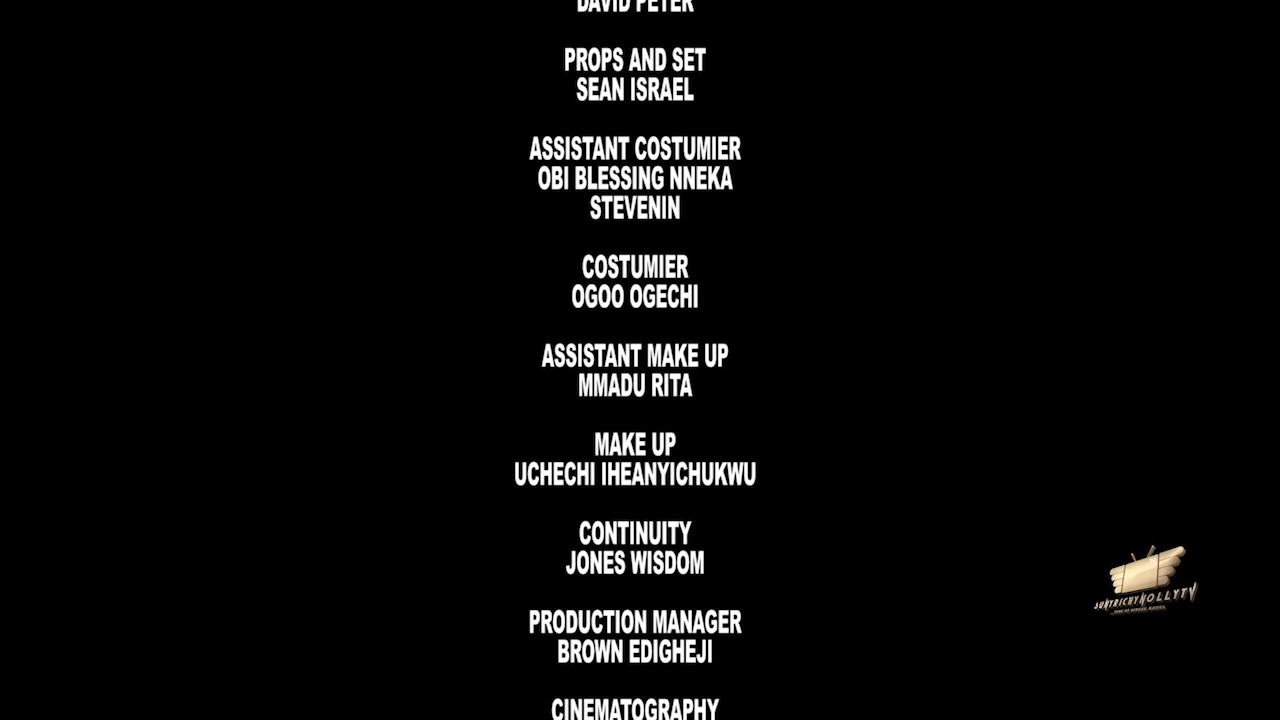 DAVID PETER
PROPS AND SET
SEAN ISRAEL
ASSISTANT COSTUMIER
OBI BLESSING NNEKA
STEVENIN
COSTUMIER
OGOO OGECHI
ASSISTANT MAKE UP
MMADU RITA
MAKE UP
UCHECHI IHEANYICHUKWU
CONTINUITY
JONES WISDOM
PRODUCTION MANAGER
BROWN EDIGHEJI
CINEMATOGRAPHY